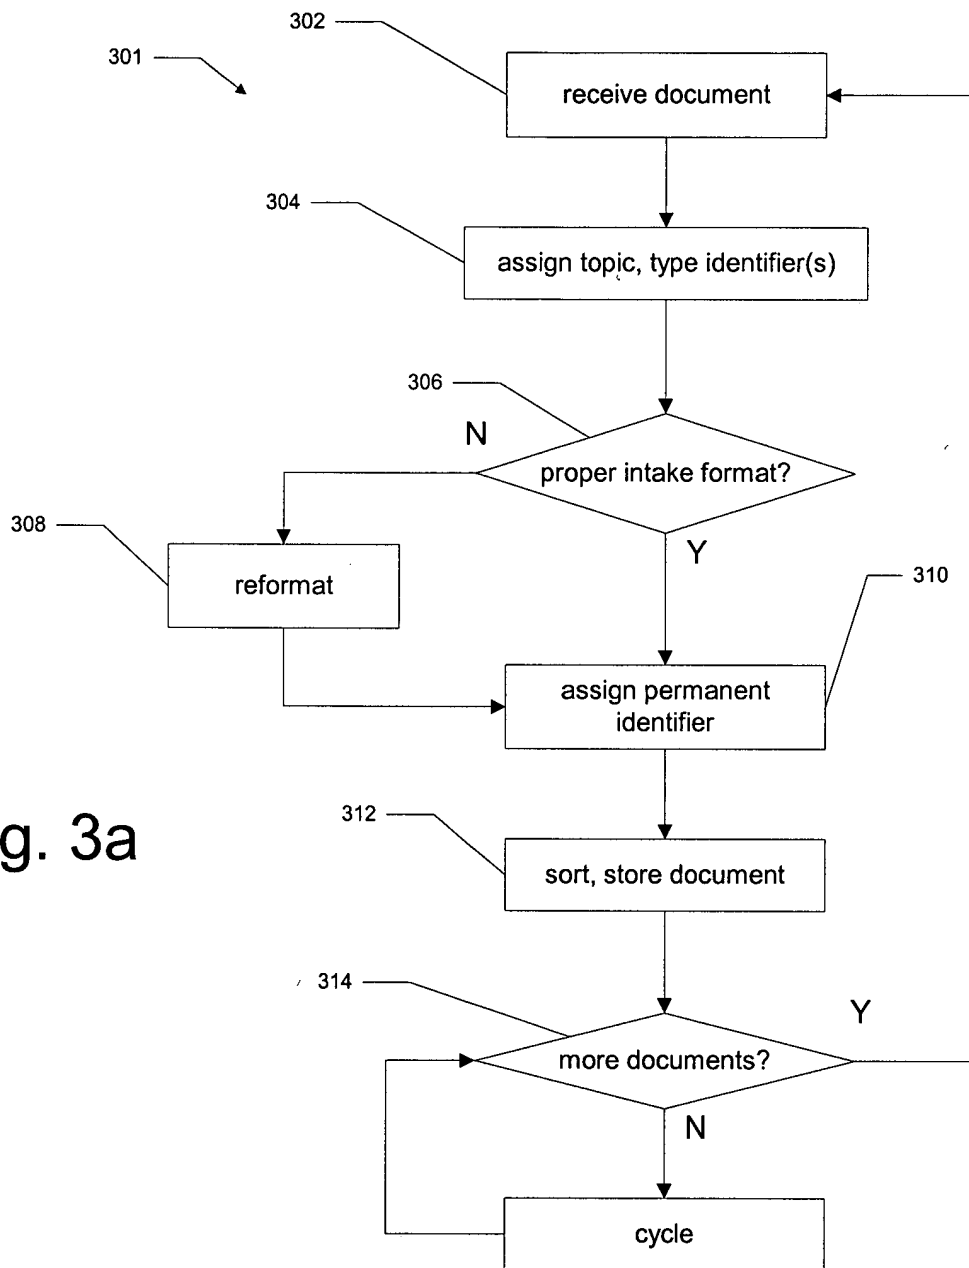 302
301
receive document
304
assign topic, type identifier(s)
306
N
proper intake format?
308
Y
reformat
310
assign permanent
identifier
312
g. 3a
sort, store document
314
Y
more documents?
N
cycle